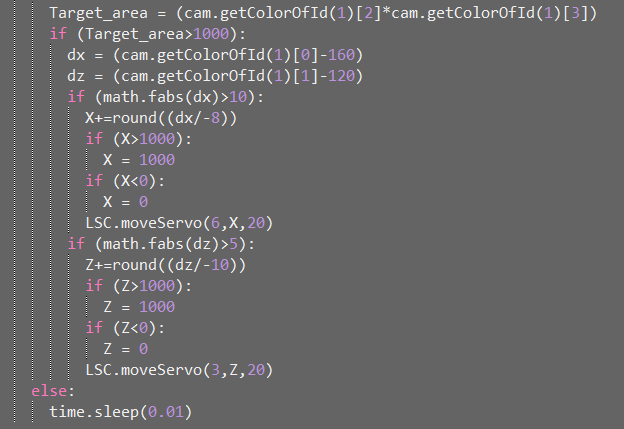 Target_area = (cam.getColorOfId(1)[2]*cam.getColorOfId(1)[3])
if (Target_area>1000):
dx = (cam.getColorOfId(1)[0]-160)
dz = (cam.getColorOfId(1)[1]-120)
if (math.fabs(dx)>10):
X+=round((dx/-8))
if (X>1000):
X = 1000
if (X<0):
X = 0
LSC.moveServo(6,X,20)
if (math.fabs(dz)>5):
Z+=round((dz/-10))
if (Z>1000):
Z = 1000
if (Z<0):
Z = 0
LSC.moveServo(3,Z,20)
else:
time.sleep(0.01)